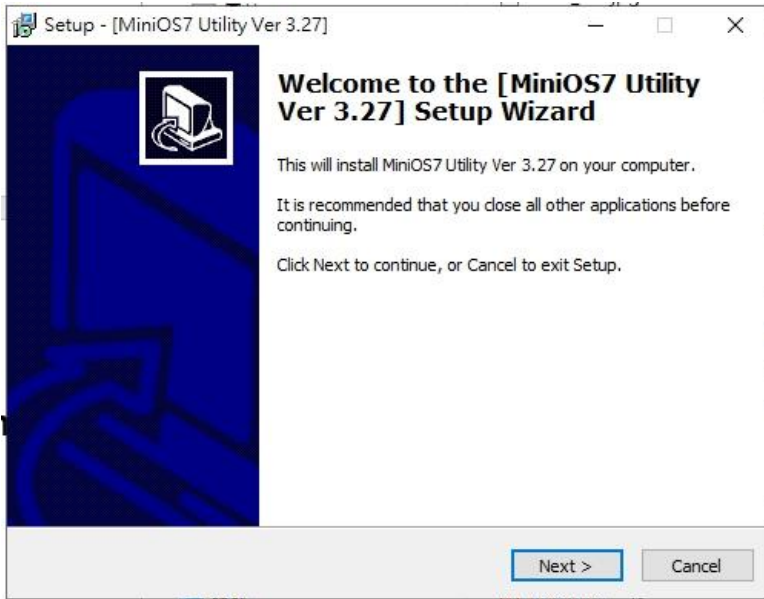 Setup - [MiniOS7 Utility Ver 3.27]
Welcome to the [MiniOS7 Utility
Ver 3.27] Setup Wizard
This will install MiniOS7 Utility Ver 3.27 on your computer.
It is recommended that you close all other applications before
continuing.
Click Next to continue, or Cancel to exit Setup.
Next >
Cancel